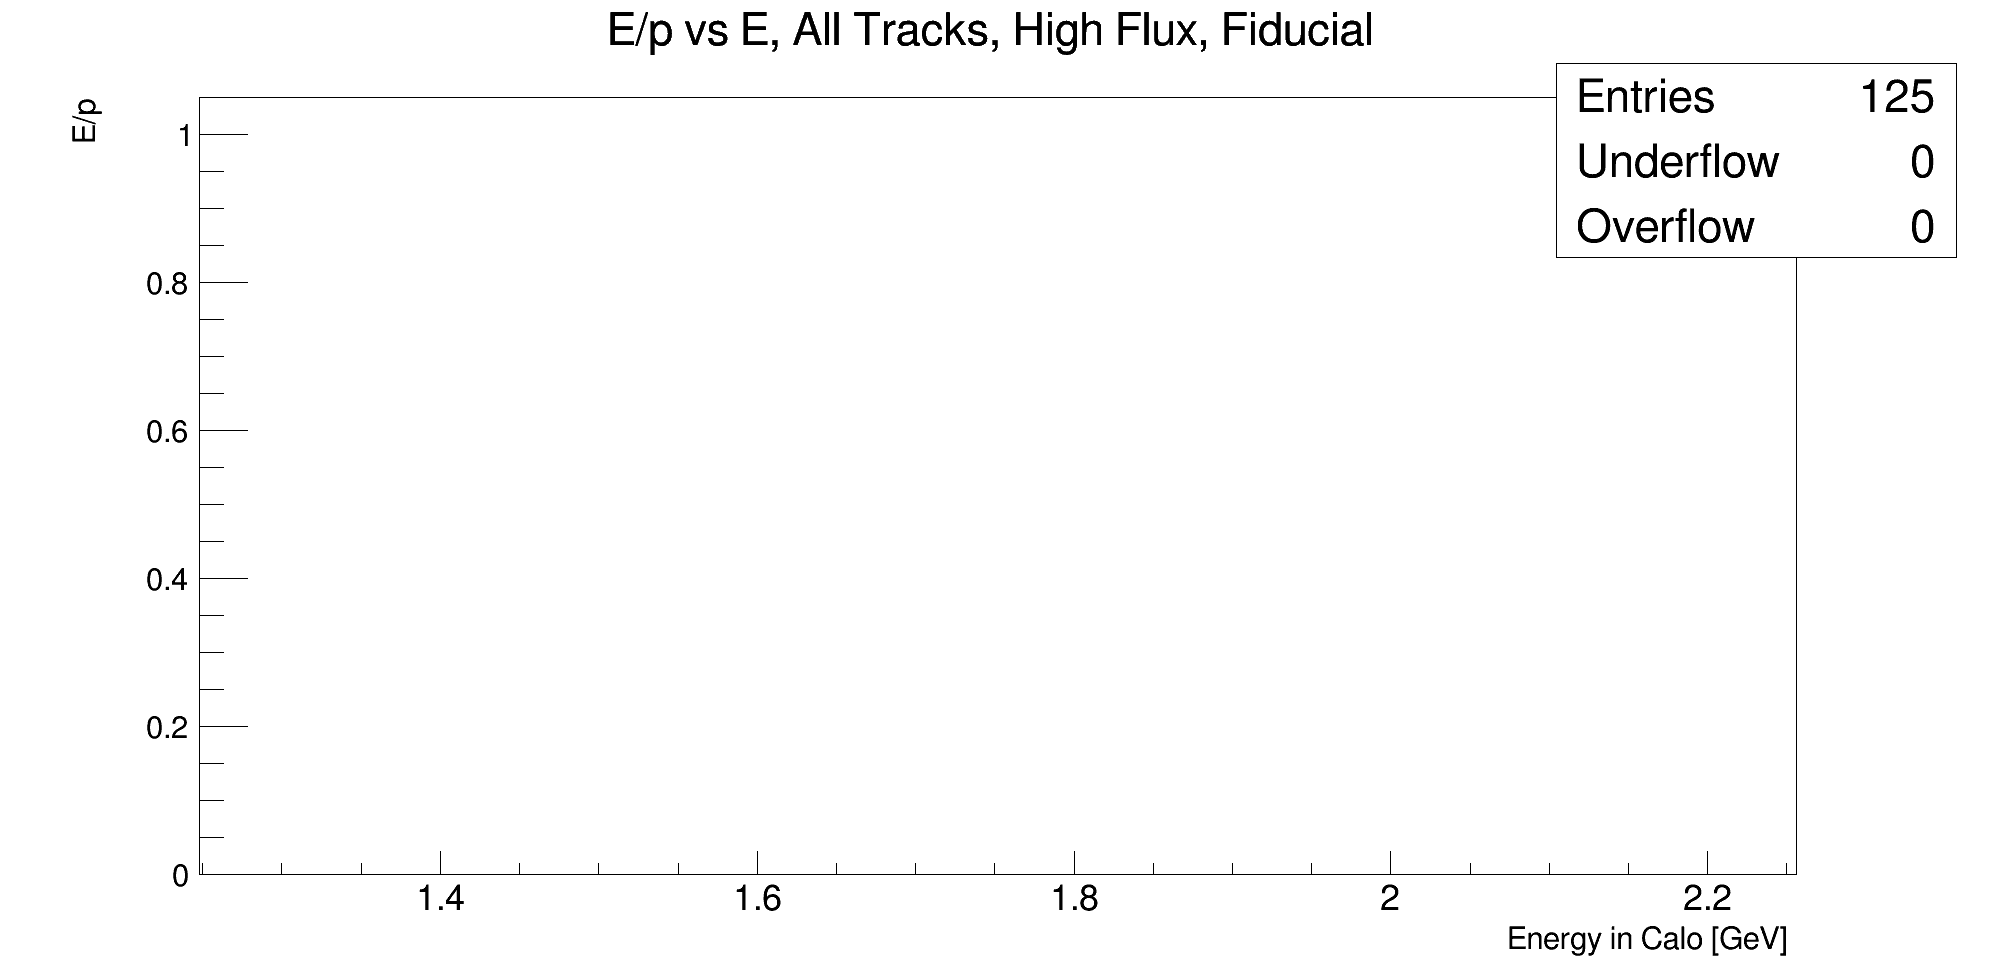 E/p vs E, All Tracks, High Flux, Fiducial
Entries 125
Underflow 0
Overflow 0
E/p
1
0.8
0.6
0.4
0.2
0
1.4 1.6 1.8 2 2.2
Energy in Calo [GeV]